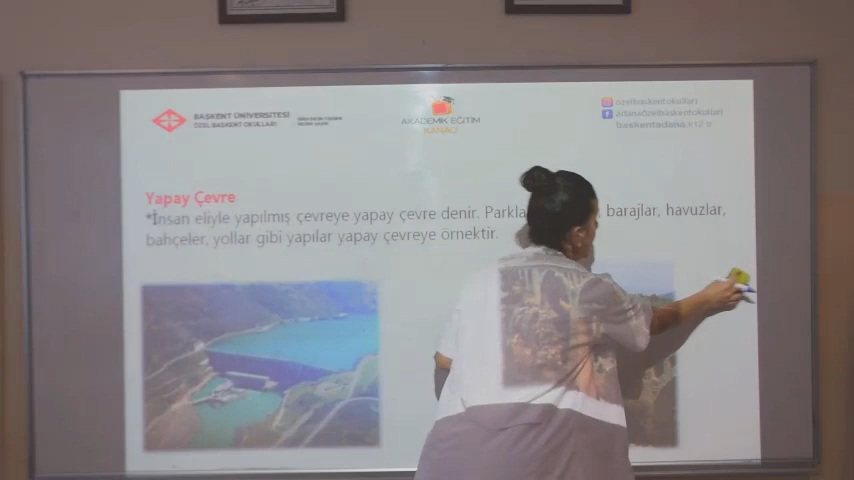 BAŞKENT ÜNİVERSİTESİ
ÖZEL BAŞKENT OKULLARI
AKADEMİK EĞİTİM
KANALI
ozelbaskentokullari
adanaözelbaskentokulları
baskentadana.k12.tr
Yapay Çevre
*İnsan eliyle yapılmış çevreye yapay çevre denir. Parkla barajlar, havuzlar,
bahçeler, yollar gibi yapılar yapay çevreye örnektir.